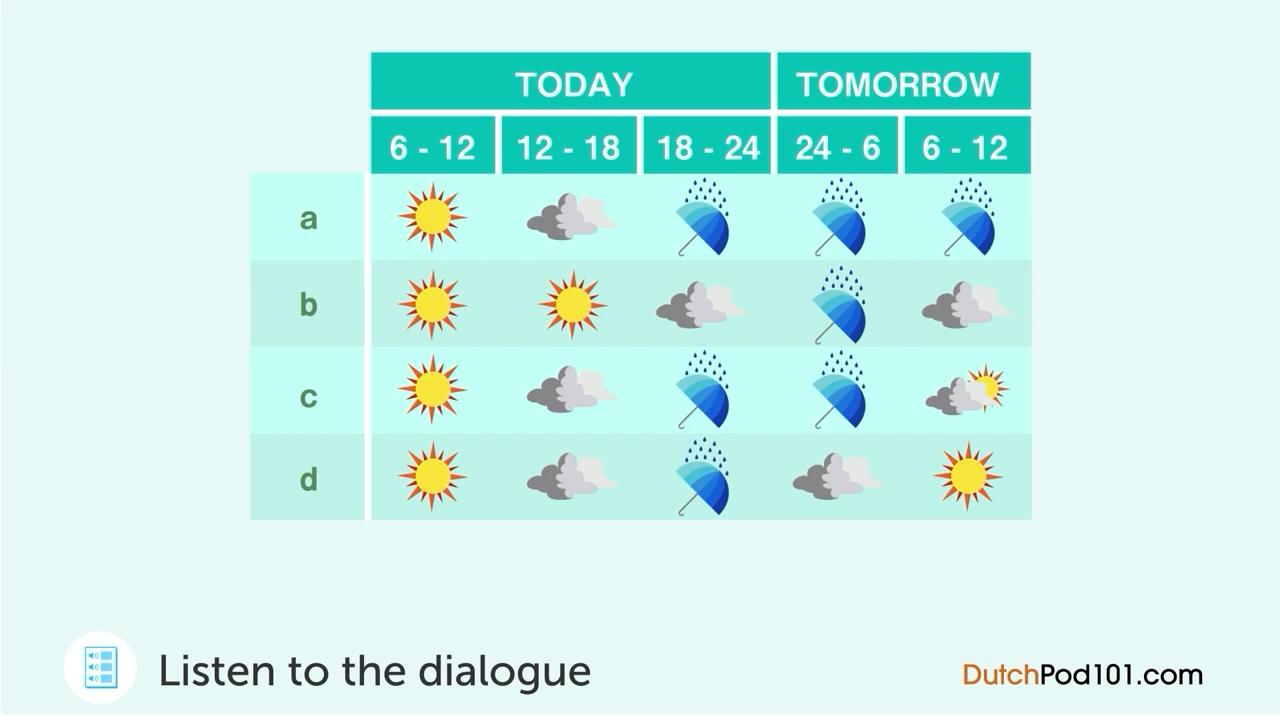 TODAY TOMORROW
6 - 12 12 - 18 18 - 24 24 - 6 6 - 12
a
b
c
d
Listen to the dialogue
DutchPod101.com